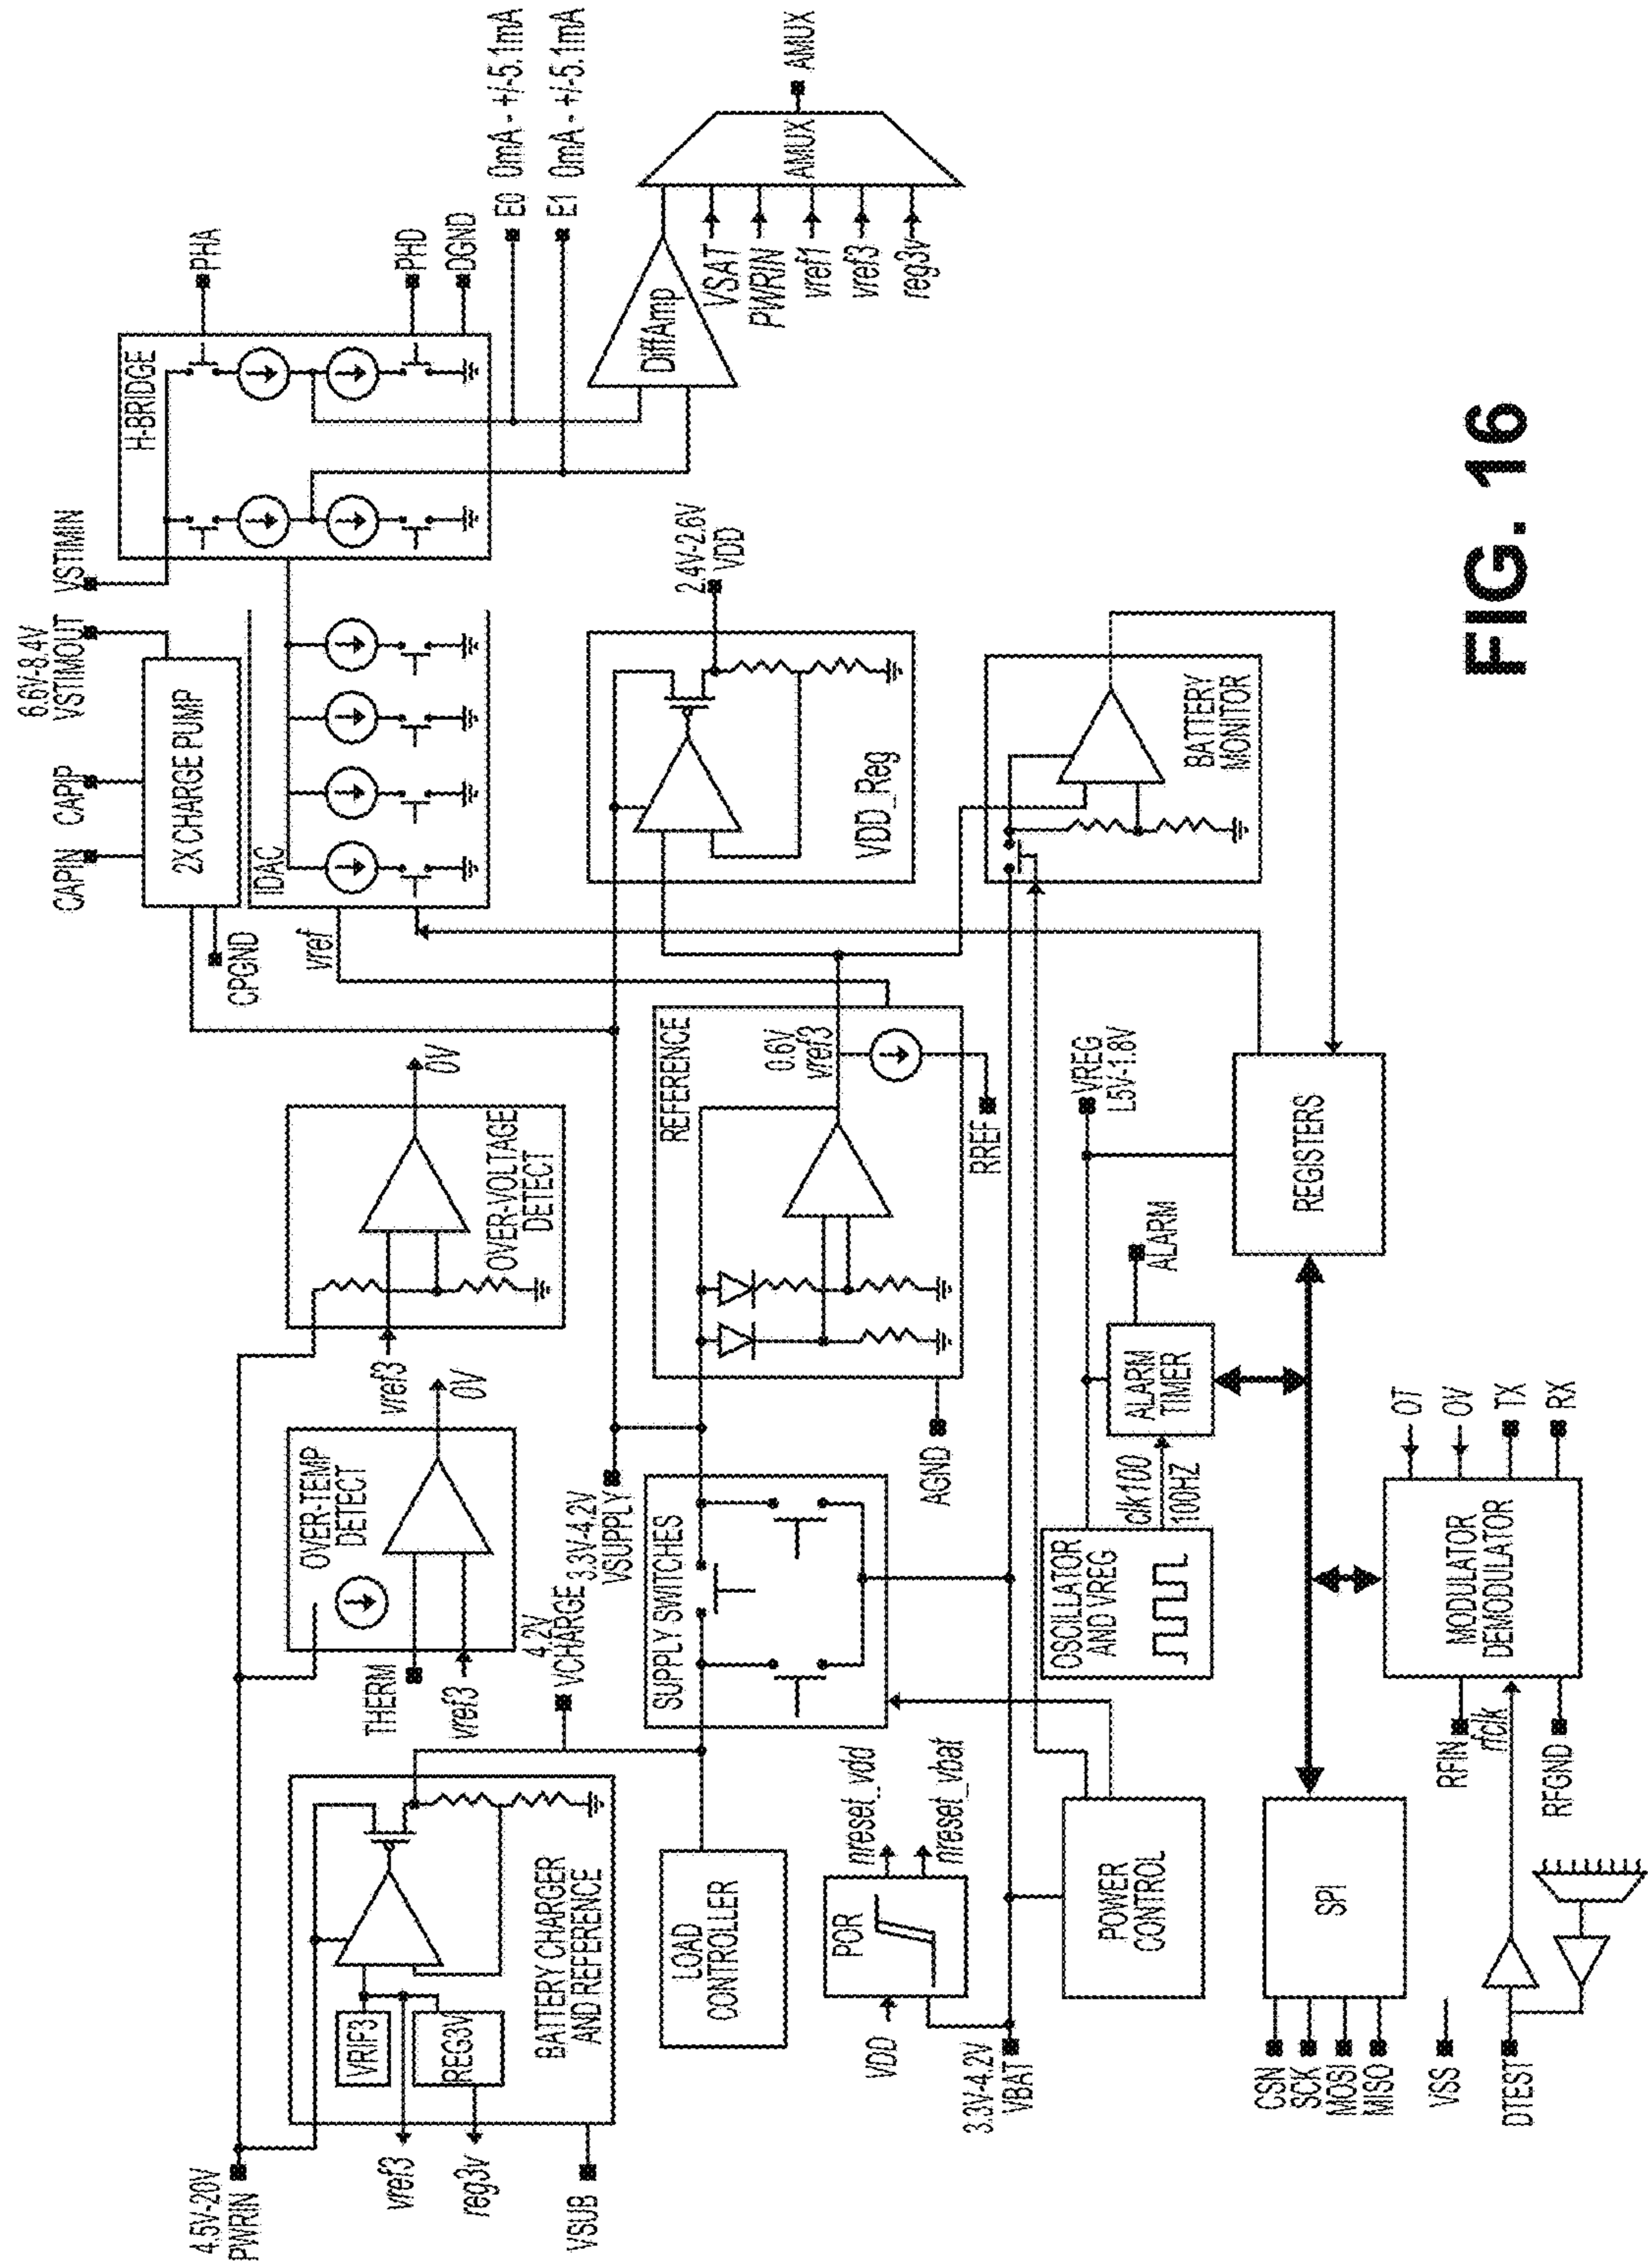 4.5V-20V
PWRIN
vref3
reg3v
VSUB
VRIF3
REG3V
BATTERY CHARGER
AND REFERENCE
THERM
vref3
OVER-TEMP
DETECT
0V
vref3
OVER-VOLTAGE
DETECT
0V
4.2V
VCHARGE
3.3V-4.2V
VSUPPLY
CPGND
CAPIN
CAPIP
6.6V-8.4V
VSTIMOUT
VSTIMIN
2X CHARGE PUMP
IDAC
vref
H-BRIDGE
PHA
PHD
DGND
E0 0mA - +/-5.1mA
E1 0mA - +/-5.1mA
DiffAmp
VSAT
PWRIN
vref1
vref3
reg3v
AMUX
AMUX
LOAD
CONTROLLER
SUPPLY SWITCHES
REFERENCE
0.6V
vref3
AGND
RREF
VDD_Reg
2.4V-2.6V
VDD
VDD
POR
nreset_vdd
nreset_vbat
3.3V-4.2V
VBAT
BATTERY
MONITOR
POWER
CONTROL
OSCILLATOR
AND VREG
clk100
100HZ
ALARM
TIMER
ALARM
VREG
L5V-1.8V
REGISTERS
CSN
SCK
MOSI
MISO
SPI
VSS
DTEST
RFIN
rfclk
RFGND
MODULATOR
DEMODULATOR
OT
OV
TX
RX
FIG. 16